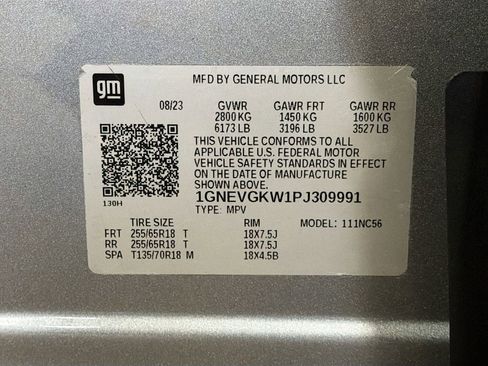 gm
MFD BY GENERAL MOTORS LLC
08/23 GVWR GAWR FRT GAWR RR
2800 KG 1450 KG 1600 KG
6173 LB 3196 LB 3527 LB
THIS VEHICLE CONFORMS TO ALL
APPLICABLE U.S. FEDERAL MOTOR
VEHICLE SAFETY STANDARDS IN EFFECT
ON THE DATE OF MANUFACTURE
SHOWN ABOVE.
130H
1GNEVGKW1PJ309991
TYPE: MPV MODEL: 111NC56
TIRE SIZE RIM
FRT 255/65R18 T 18X7.5J
RR 255/65R18 T 18X7.5J
SPA T135/70R18 M 18X4.5B